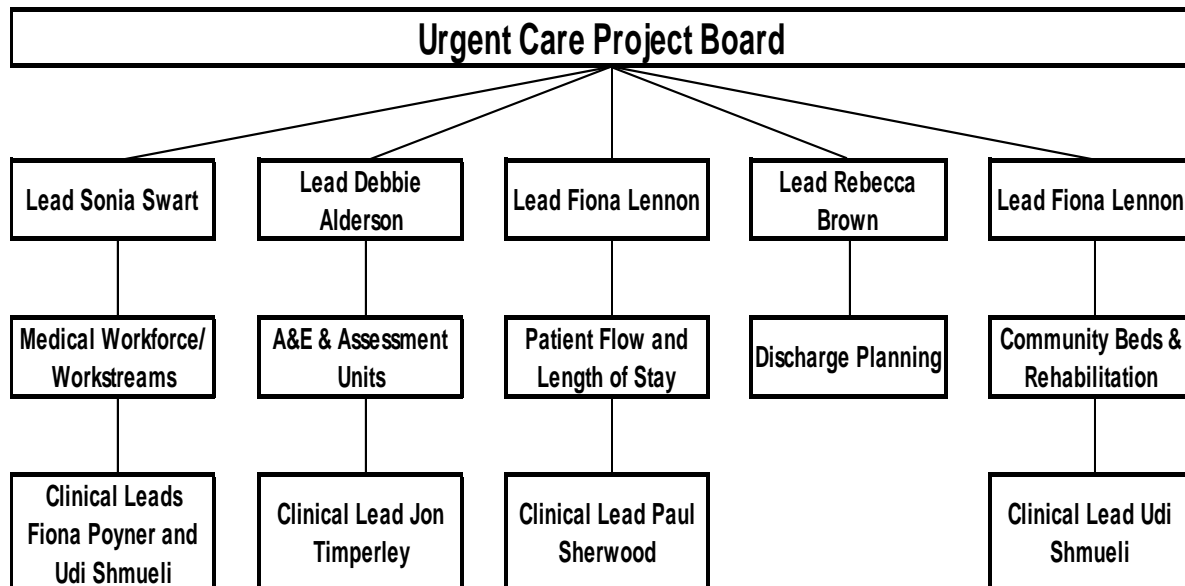 Urgent Care Project Board
Lead Sonia Swart
Lead Debbie
Alderson
Lead Fiona Lennon
Lead Rebecca
Brown
Lead Fiona Lennon
Medical Workforce/
Workstreams
A&E & Assessment
Units
Patient Flow and
Length of Stay
Discharge Planning
Community Beds &
Rehabilitation
Clinical Leads
Fiona Poyner and
Udi Shmueli
Clinical Lead Jon
Timperley
Clinical Lead Paul
Sherwood
Clinical Lead Udi
Shmueli